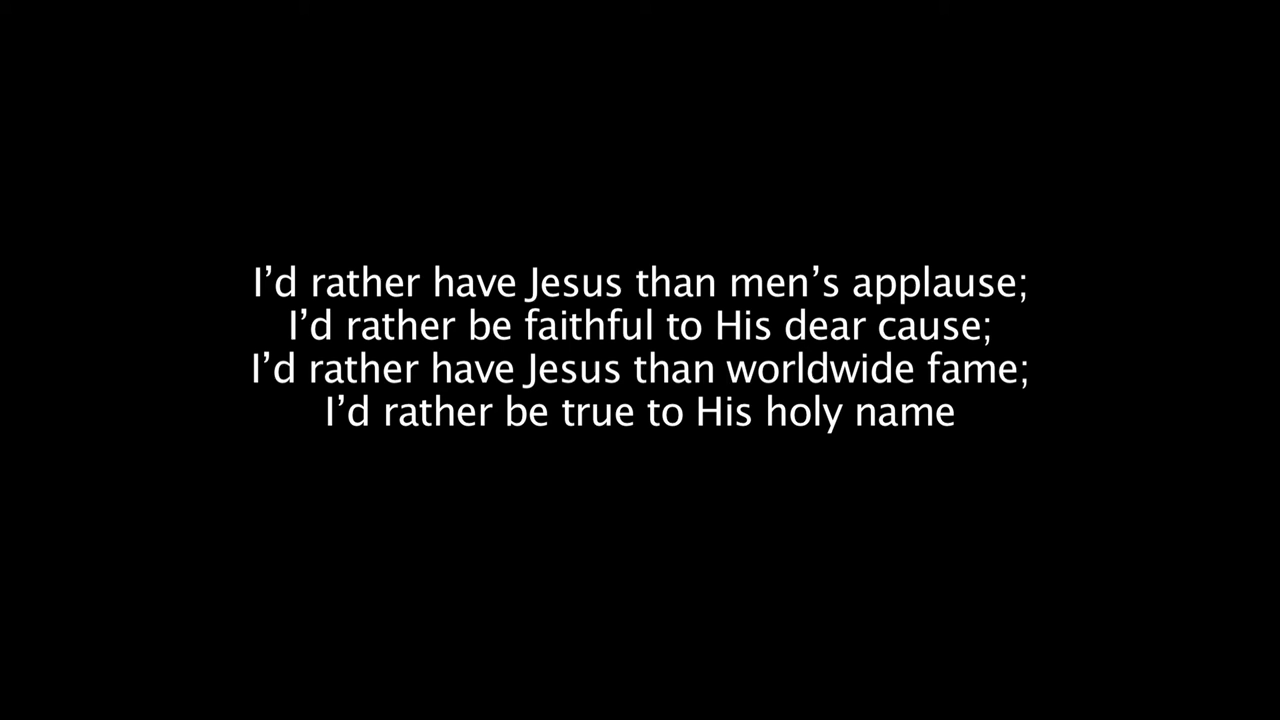 I’d rather have Jesus than men’s applause;
I’d rather be faithful to His dear cause;
I’d rather have Jesus than worldwide fame;
I’d rather be true to His holy name